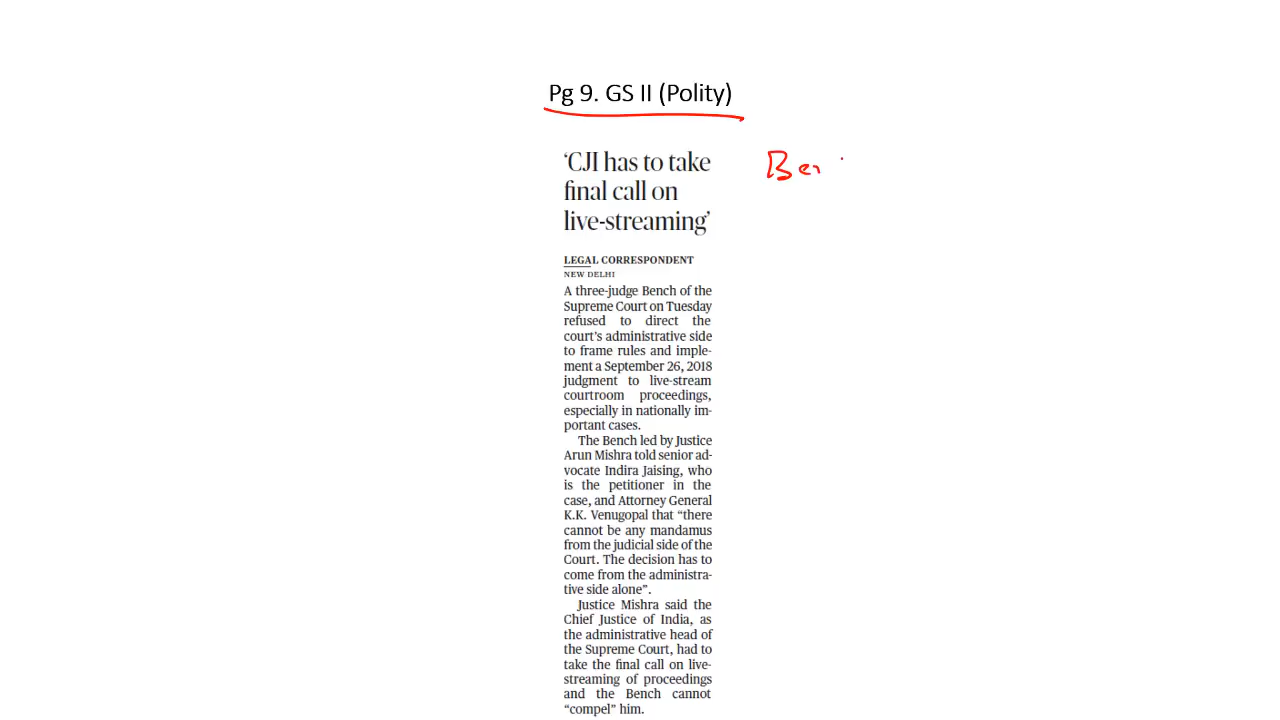 Pg 9. GS II (Polity)
Ben
‘CJI has to take
final call on
live-streaming’
LEGAL CORRESPONDENT
NEW DELHI
A three-judge Bench of the
Supreme Court on Tuesday
refused to direct the
court’s administrative side
to frame rules and imple-
ment a September 26, 2018
judgment to live-stream
courtroom proceedings,
especially in nationally im-
portant cases.
The Bench led by Justice
Arun Mishra told senior ad-
vocate Indira Jaising, who
is the petitioner in the
case, and Attorney General
K.K. Venugopal that “there
cannot be any mandamus
from the judicial side of the
Court. The decision has to
come from the administra-
tive side alone”.
Justice Mishra said the
Chief Justice of India, as
the administrative head of
the Supreme Court, had to
take the final call on live-
streaming of proceedings
and the Bench cannot
“compel” him.